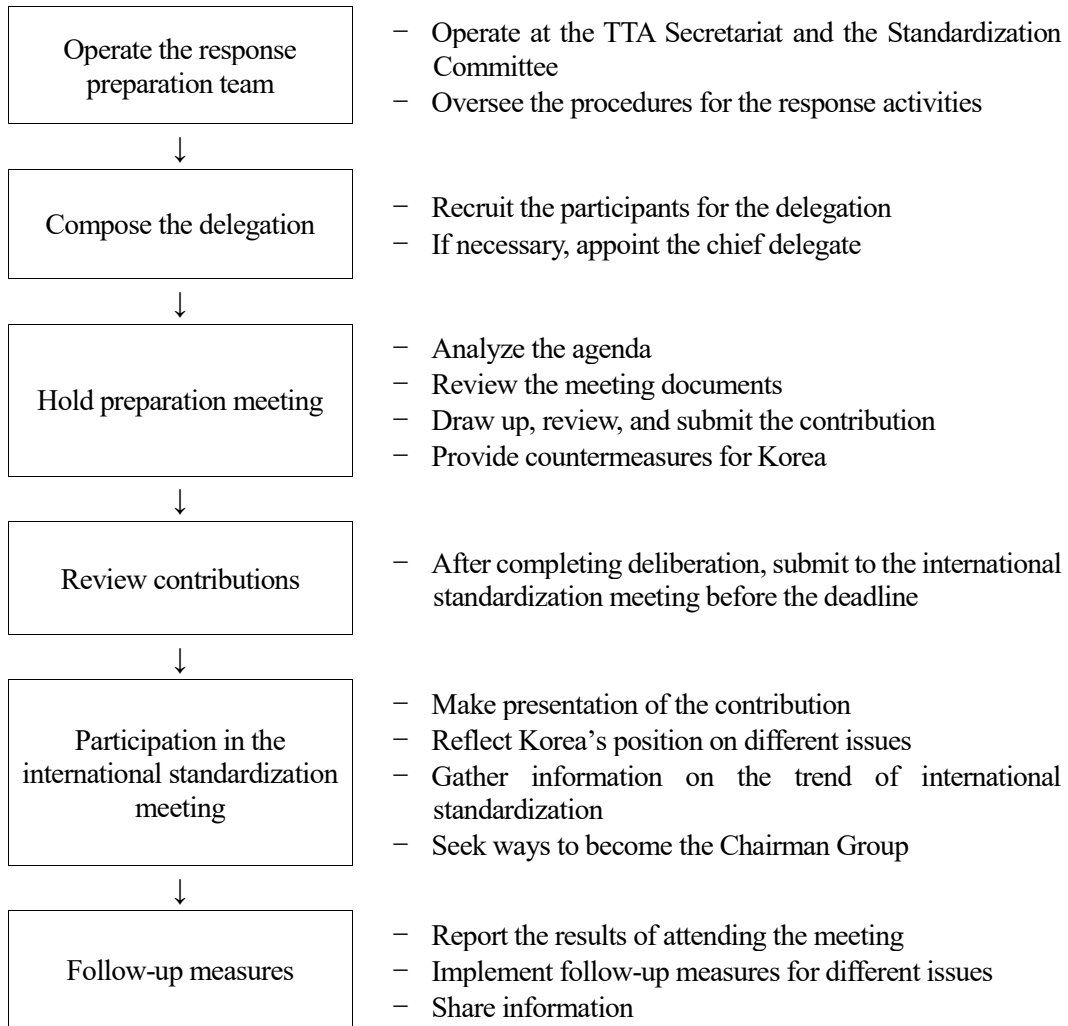 Operate the response
preparation team
− Operate at the TTA Secretariat and the Standardization
Committee
− Oversee the procedures for the response activities
↓
Compose the delegation
− Recruit the participants for the delegation
− If necessary, appoint the chief delegate
↓
Hold preparation meeting
− Analyze the agenda
− Review the meeting documents
− Draw up, review, and submit the contribution
− Provide countermeasures for Korea
↓
Review contributions
− After completing deliberation, submit to the international
standardization meeting before the deadline
↓
Participation in the
international standardization
meeting
− Make presentation of the contribution
− Reflect Korea’s position on different issues
− Gather information on the trend of international
standardization
− Seek ways to become the Chairman Group
↓
Follow-up measures
− Report the results of attending the meeting
− Implement follow-up measures for different issues
− Share information